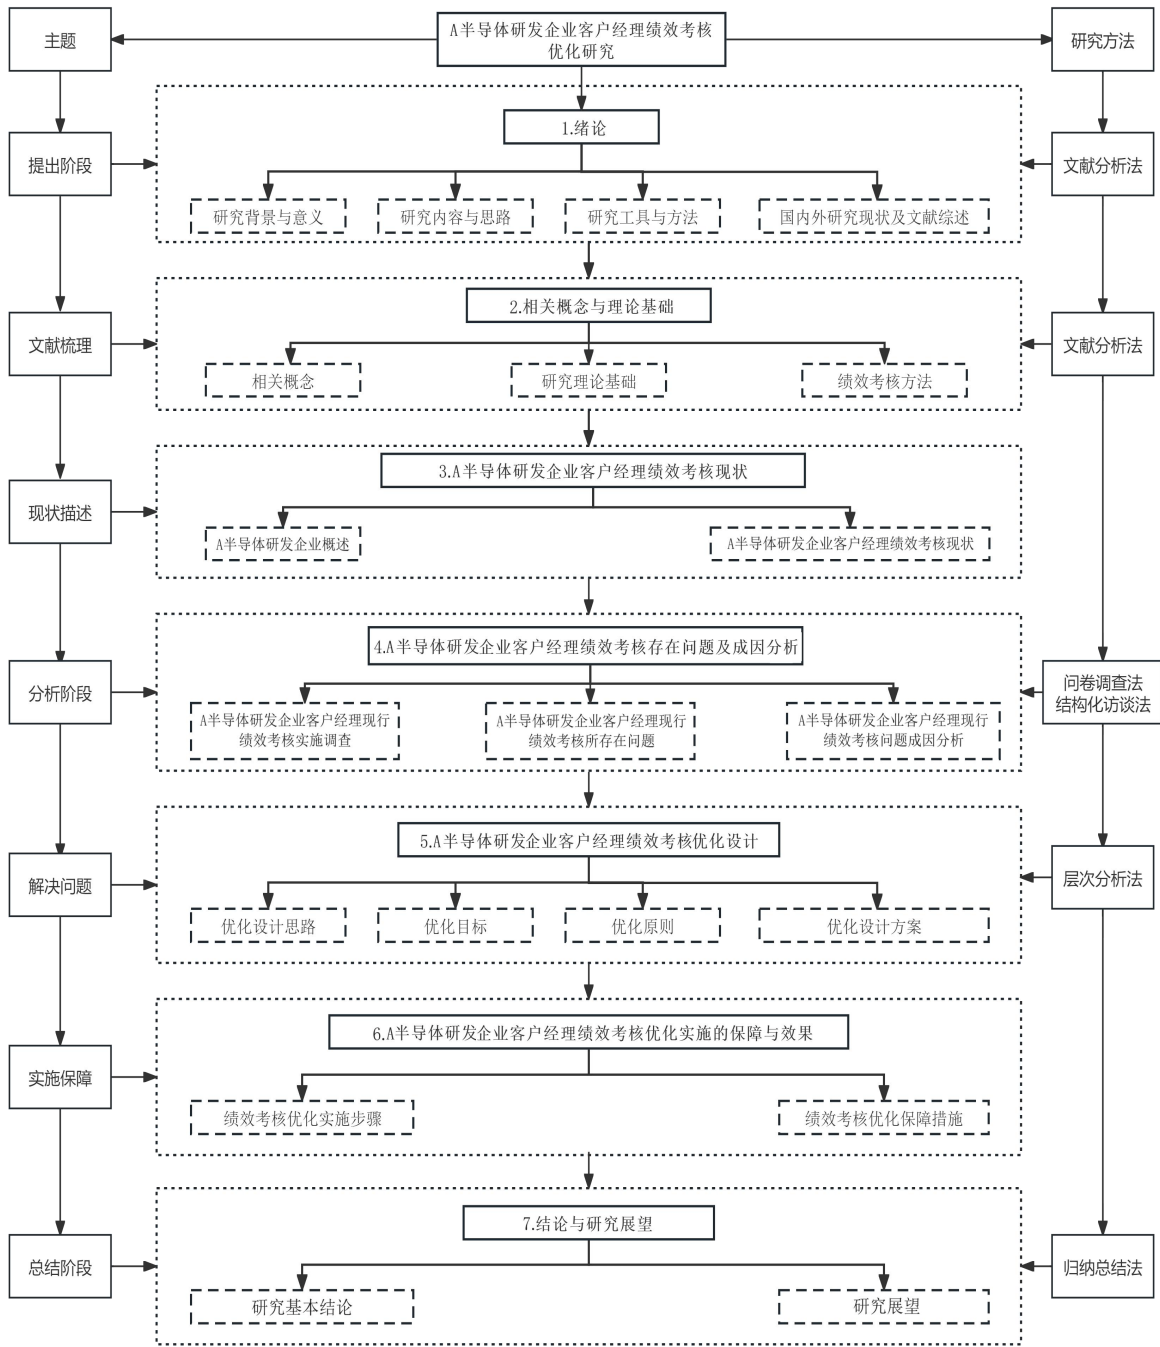 主题
A半导体研发企业客户经理绩效考核
优化研究
研究方法
提出阶段
1.绪论
文献分析法
研究背景与意义
研究内容与思路
研究工具与方法
国内外研究现状及文献综述
文献梳理
2.相关概念与理论基础
文献分析法
相关概念
研究理论基础
绩效考核方法
现状描述
3.A半导体研发企业客户经理绩效考核现状
A半导体研发企业概述
A半导体研发企业客户经理绩效考核现状
分析阶段
4.A半导体研发企业客户经理绩效考核存在问题及成因分析
问卷调查法
结构化访谈法
A半导体研发企业客户经理现行
绩效考核实施调查
A半导体研发企业客户经理现行
绩效考核所存在问题
A半导体研发企业客户经理现行
绩效考核问题成因分析
解决问题
5.A半导体研发企业客户经理绩效考核优化设计
层次分析法
优化设计思路
优化目标
优化原则
优化设计方案
实施保障
6.A半导体研发企业客户经理绩效考核优化实施的保障与效果
绩效考核优化实施步骤
绩效考核优化保障措施
总结阶段
7.结论与研究展望
归纳总结法
研究基本结论
研究展望